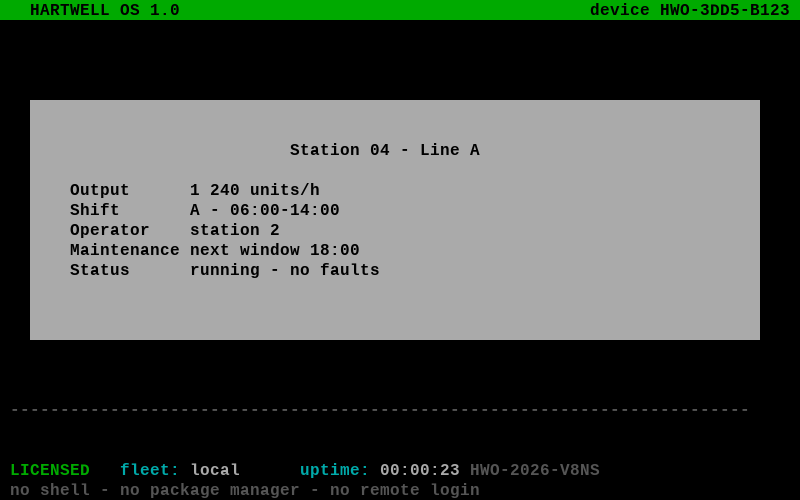 HARTWELL OS 1.0 device HWO-3DD5-B123
Station 04 - Line A
Output 1 240 units/h
Shift A - 06:00-14:00
Operator station 2
Maintenance next window 18:00
Status running - no faults
--------------------------------------------------------------------------
LICENSED fleet: local uptime: 00:00:23 HWO-2026-V8NS
no shell - no package manager - no remote login